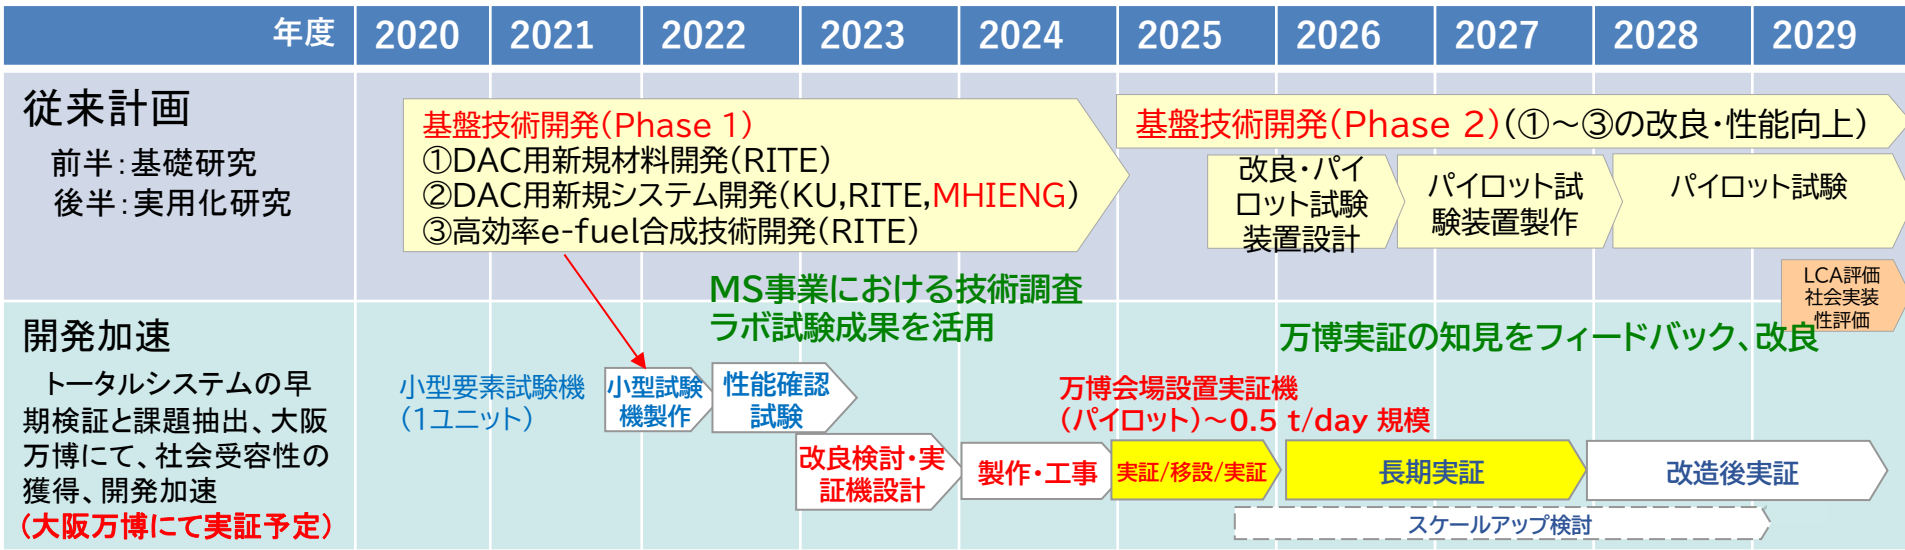 年度 2020 2021 2022 2023 2024 2025 2026 2027 2028 2029
従来計画
前半：基礎研究
後半：実用化研究
基盤技術開発(Phase 1)
①DAC用新規材料開発(RITE)
②DAC用新規システム開発(KU,RITE,MHIENG)
③高効率e-fuel合成技術開発(RITE)
基盤技術開発(Phase 2)(①～③の改良・性能向上)
改良・パイ
ロット試験
装置設計
パイロット試
験装置製作
パイロット試験
LCA評価
社会実装
性評価
MS事業における技術調査
ラボ試験成果を活用
万博実証の知見をフィードバック、改良
開発加速
トータルシステムの早
期検証と課題抽出、大阪
万博にて、社会受容性の
獲得、開発加速
(大阪万博にて実証予定)
小型要素試験機
(1ユニット)
小型試験
機製作
性能確認
試験
万博会場設置実証機
(パイロット)～0.5 t/day 規模
改良検討・実
証機設計
製作・工事
実証/移設/実証
長期実証
改造後実証
スケールアップ検討